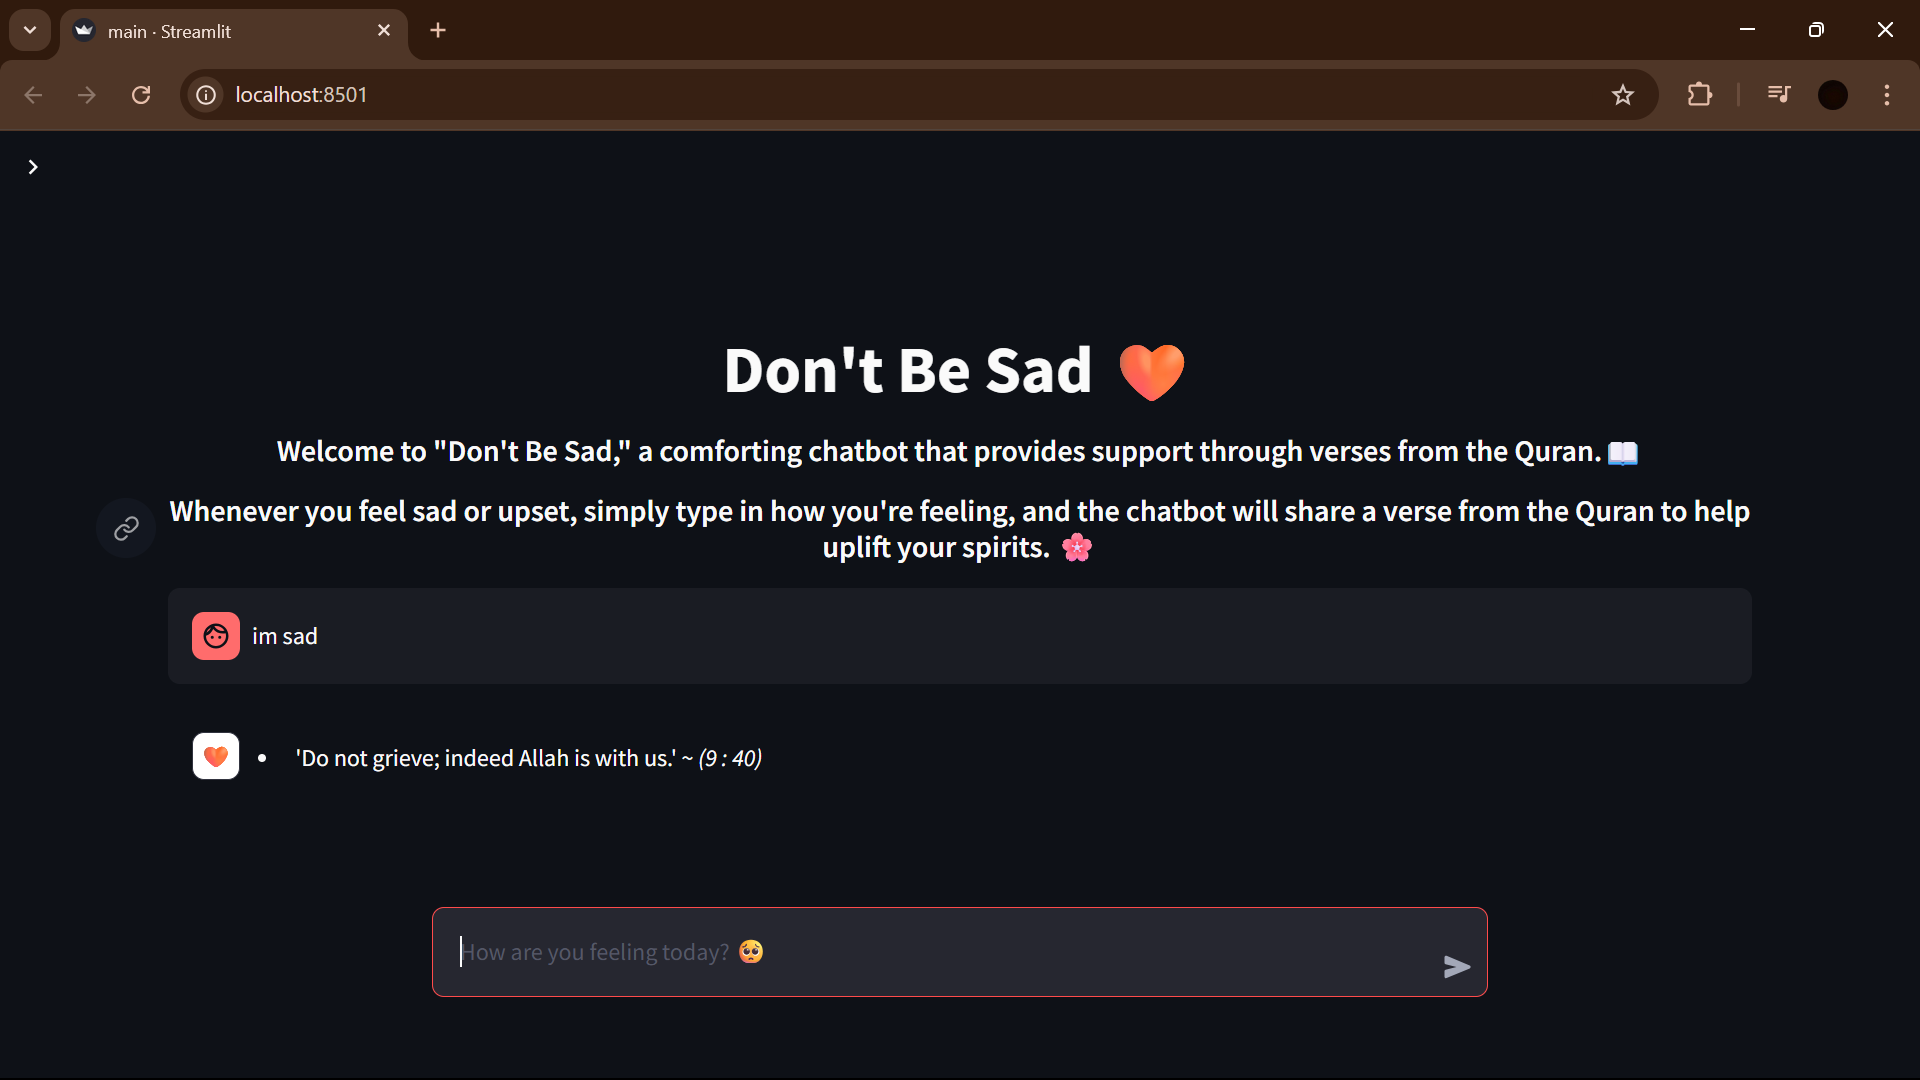 main · Streamlit
localhost:8501
Don't Be Sad
Welcome to "Don't Be Sad," a comforting chatbot that provides support through verses from the Quran. 📖
Whenever you feel sad or upset, simply type in how you're feeling, and the chatbot will share a verse from the Quran to help
uplift your spirits. 🌸
im sad
• 'Do not grieve; indeed Allah is with us.' ~ (9 : 40)
How are you feeling today? 🥺